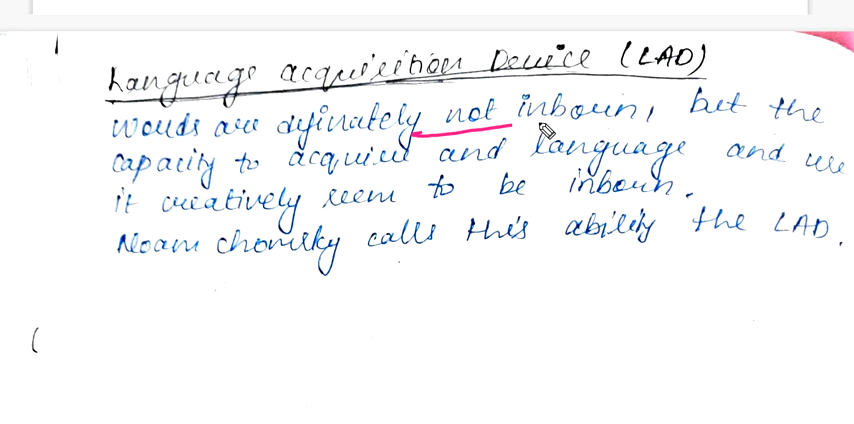 Language acquisition Device (LAD)
words are definately not inborn, but the
capacity to acquire and language and use
it creatively seem to be inborn.
Noam chomsky calls this ability the LAD.